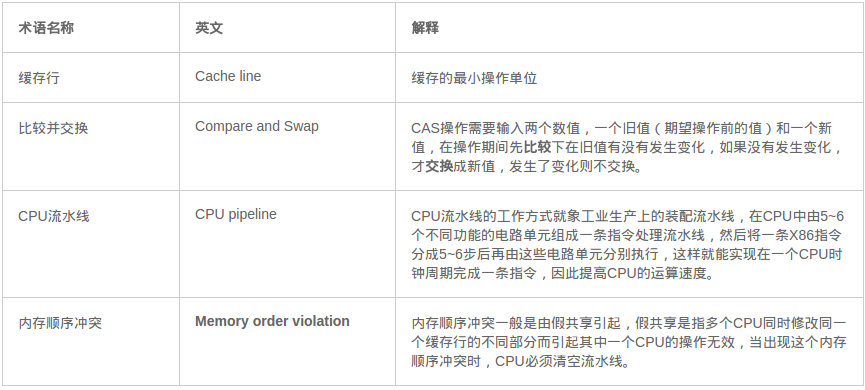 术语名称 英文 解释
缓存行 Cache line 缓存的最小操作单位
比较并交换 Compare and Swap CAS操作需要输入两个数值，一个旧值（期望操作前的值）和一个新
值，在操作期间先比较下在旧值有没有发生变化，如果没有发生变化，
才交换成新值，发生了变化则不交换。
CPU流水线 CPU pipeline CPU流水线的工作方式就象工业生产上的装配流水线，在CPU中由5~6
个不同功能的电路单元组成一条指令处理流水线，然后将一条X86指令
分成5~6步后再由这些电路单元分别执行，这样就能实现在一个CPU时
钟周期完成一条指令，因此提高CPU的运算速度。
内存顺序冲突 Memory order violation 内存顺序冲突一般是由假共享引起，假共享是指多个CPU同时修改同一
个缓存行的不同部分而引起其中一个CPU的操作无效，当出现这个内存
顺序冲突时，CPU必须清空流水线。